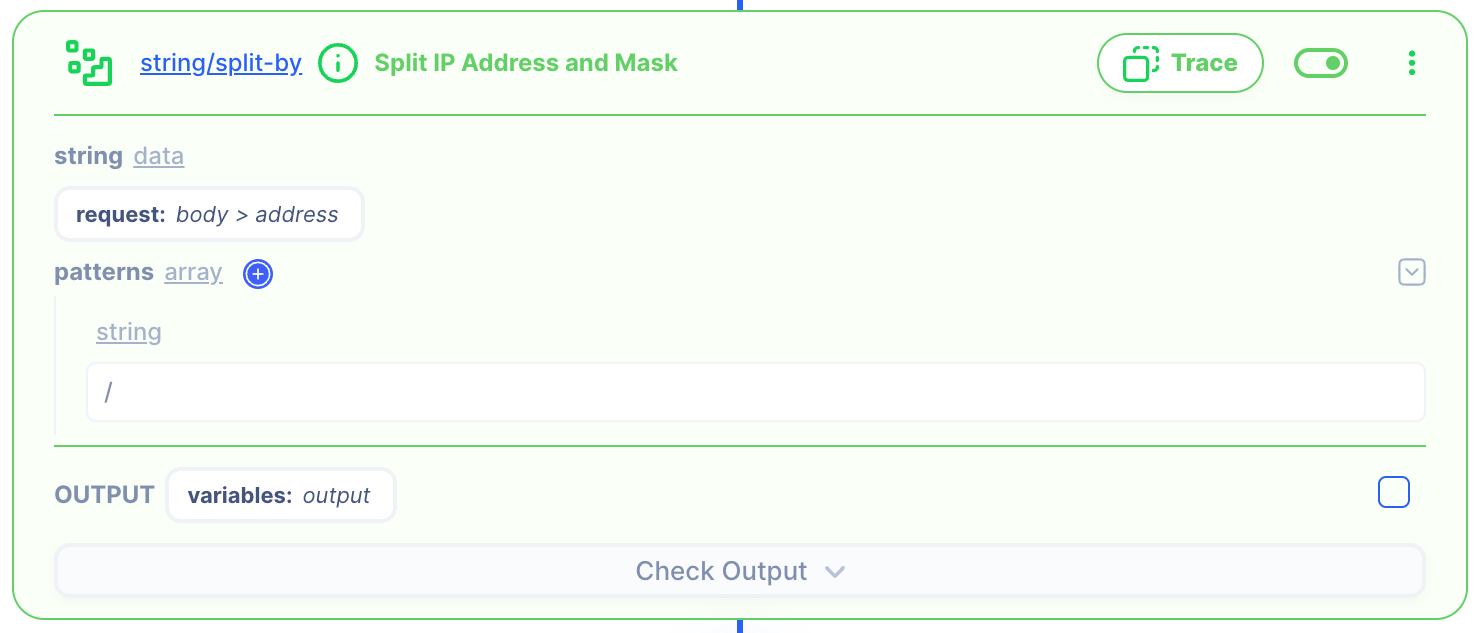 string/split-by Split IP Address and Mask Trace
string data
request: body > address
patterns array
string
/
OUTPUT variables: output
Check Output